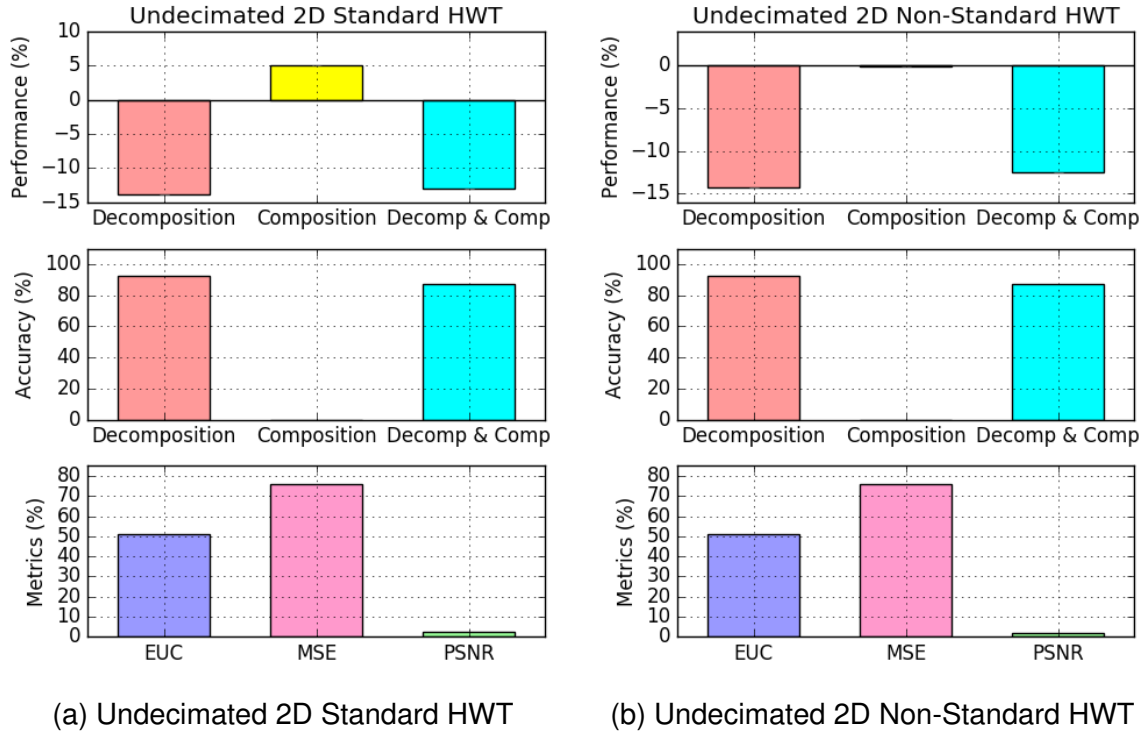 Undecimated 2D Standard HWT
Performance (%)
10
5
0
−5
−10
−15
Decomposition Composition Decomp & Comp
Accuracy (%)
100
80
60
40
20
0
Decomposition Composition Decomp & Comp
Metrics (%)
80
70
60
50
40
30
20
10
0
EUC MSE PSNR
(a) Undecimated 2D Standard HWT
Undecimated 2D Non-Standard HWT
Performance (%)
0
−5
−10
−15
Decomposition Composition Decomp & Comp
Accuracy (%)
100
80
60
40
20
0
Decomposition Composition Decomp & Comp
Metrics (%)
80
70
60
50
40
30
20
10
0
EUC MSE PSNR
(b) Undecimated 2D Non-Standard HWT